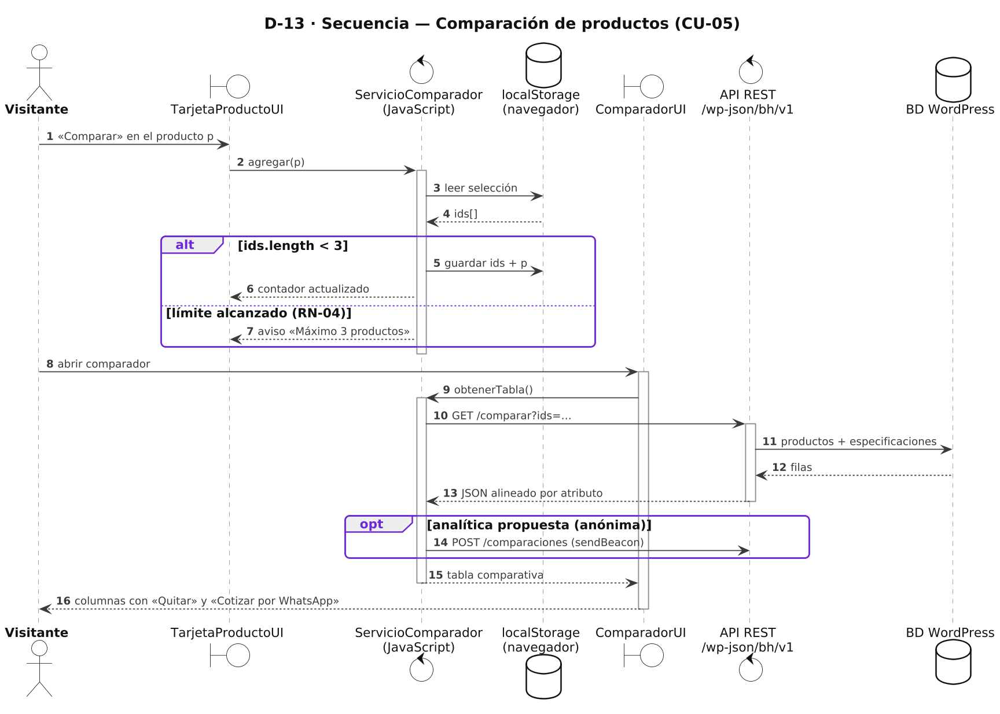 D-13 · Secuencia — Comparación de productos (CU-05)
Visitante
TarjetaProductoUI
ServicioComparador
(JavaScript)
localStorage
(navegador)
ComparadorUI
API REST
/wp-json/bh/v1
BD WordPress
1 «Comparar» en el producto p
2 agregar(p)
3 leer selección
4 ids[]
alt [ids.length < 3]
5 guardar ids + p
6 contador actualizado
[límite alcanzado (RN-04)]
7 aviso «Máximo 3 productos»
8 abrir comparador
9 obtenerTabla()
10 GET /comparar?ids=...
11 productos + especificaciones
12 filas
13 JSON alineado por atributo
opt [analítica propuesta (anónima)]
14 POST /comparaciones (sendBeacon)
15 tabla comparativa
16 columnas con «Quitar» y «Cotizar por WhatsApp»
Visitante
TarjetaProductoUI
ServicioComparador
(JavaScript)
localStorage
(navegador)
ComparadorUI
API REST
/wp-json/bh/v1
BD WordPress